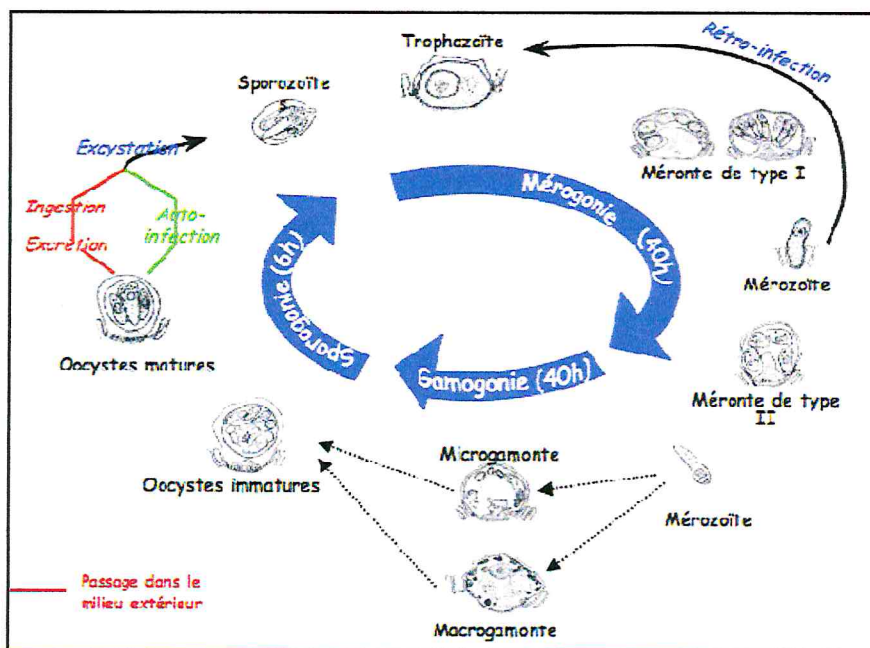 Trophazoïte
Rétro-infection
Sporozoïte
Excystation
Méronte de type I
Mérogonie (40h)
Ingestion
Auto-
infection
Excrétion
Mérozoïte
Sporogonie (6h)
Oocystes matures
Gamogonie (40h)
Méronte de type
II
Microgamonte
Oocystes immatures
Mérozoïte
Passage dans le
milieu extérieur
Macrogamonte